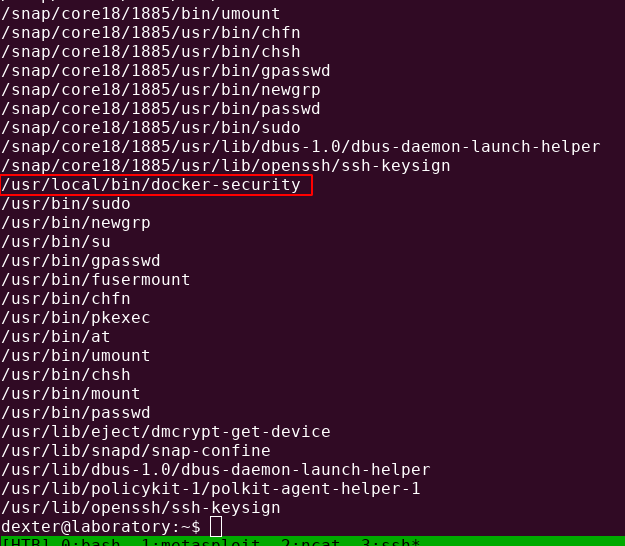 /snap/core18/1885/bin/umount
/snap/core18/1885/usr/bin/chfn
/snap/core18/1885/usr/bin/chsh
/snap/core18/1885/usr/bin/gpasswd
/snap/core18/1885/usr/bin/newgrp
/snap/core18/1885/usr/bin/passwd
/snap/core18/1885/usr/bin/sudo
/snap/core18/1885/usr/lib/dbus-1.0/dbus-daemon-launch-helper
/snap/core18/1885/usr/lib/openssh/ssh-keysign
/usr/local/bin/docker-security
/usr/bin/sudo
/usr/bin/newgrp
/usr/bin/su
/usr/bin/gpasswd
/usr/bin/fusermount
/usr/bin/chfn
/usr/bin/pkexec
/usr/bin/at
/usr/bin/umount
/usr/bin/chsh
/usr/bin/mount
/usr/bin/passwd
/usr/lib/eject/dmcrypt-get-device
/usr/lib/snapd/snap-confine
/usr/lib/dbus-1.0/dbus-daemon-launch-helper
/usr/lib/policykit-1/polkit-agent-helper-1
/usr/lib/openssh/ssh-keysign
dexter@laboratory:~$
[HTB] 0:bash 1:metasploit 2:ncat 3:ssh*